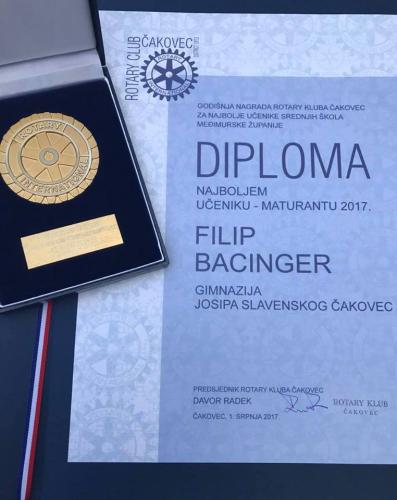 ROTARY CLUB
ČAKOVEC
GODIŠNJA NAGRADA ROTARY KLUBA ČAKOVEC
ZA NAJBOLJE UČENIKE SREDNJIH ŠKOLA
MEĐIMURSKE ŽUPANIJE
DIPLOMA
NAJBOLJEM
UČENIKU - MATURANTU 2017.
FILIP
BACINGER
GIMNAZIJA
JOSIPA SLAVENSKOG ČAKOVEC
PREDSJEDNIK ROTARY KLUBA ČAKOVEC
DAVOR RADEK
ROTARY KLUB
ČAKOVEC
ČAKOVEC, 1. SRPNJA 2017
ROTARY
INTERNATIONAL